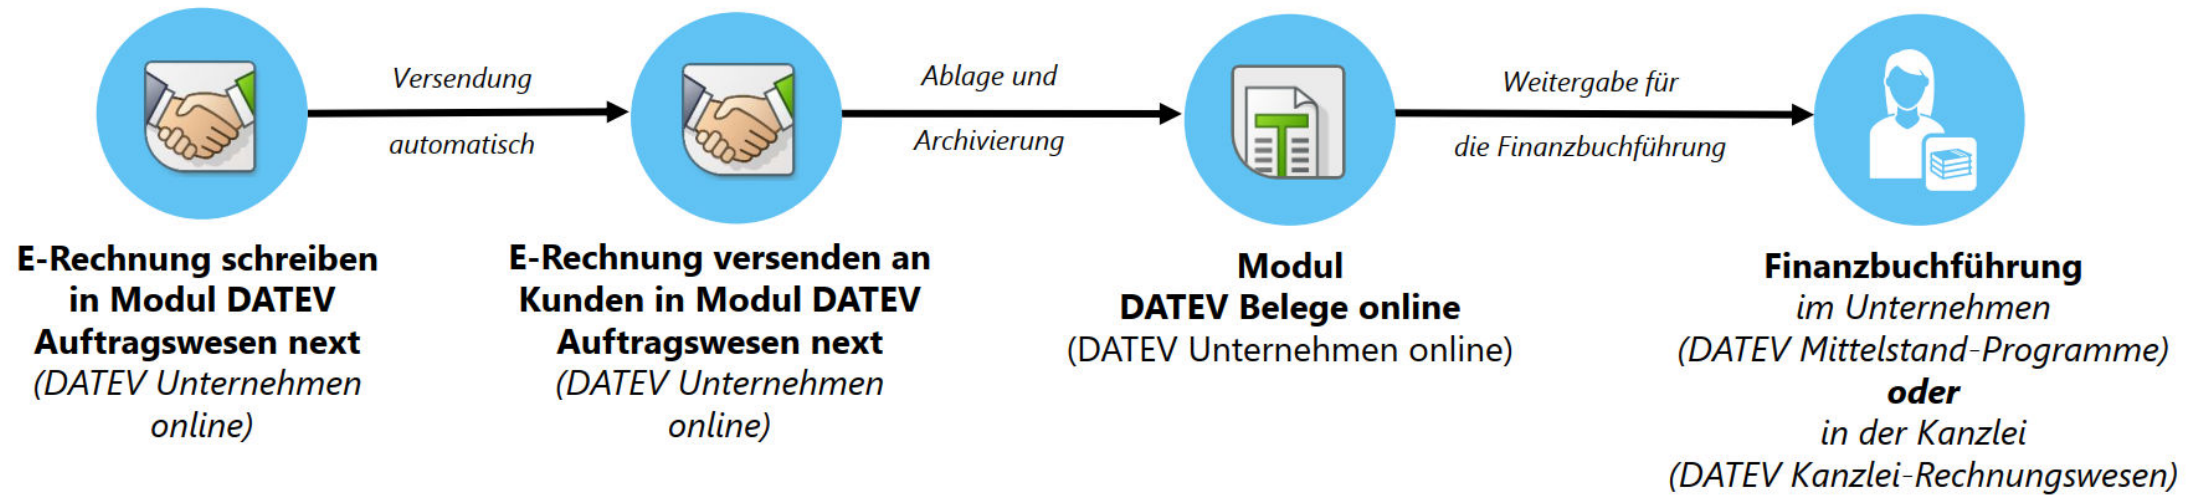 Versendung
automatisch
Ablage und
Archivierung
Weitergabe für
die Finanzbuchführung
E-Rechnung schreiben
in Modul DATEV
Auftragswesen next
(DATEV Unternehmen
online)
E-Rechnung versenden an
Kunden in Modul DATEV
Auftragswesen next
(DATEV Unternehmen
online)
Modul
DATEV Belege online
(DATEV Unternehmen online)
Finanzbuchführung
im Unternehmen
(DATEV Mittelstand-Programme)
oder
in der Kanzlei
(DATEV Kanzlei-Rechnungswesen)